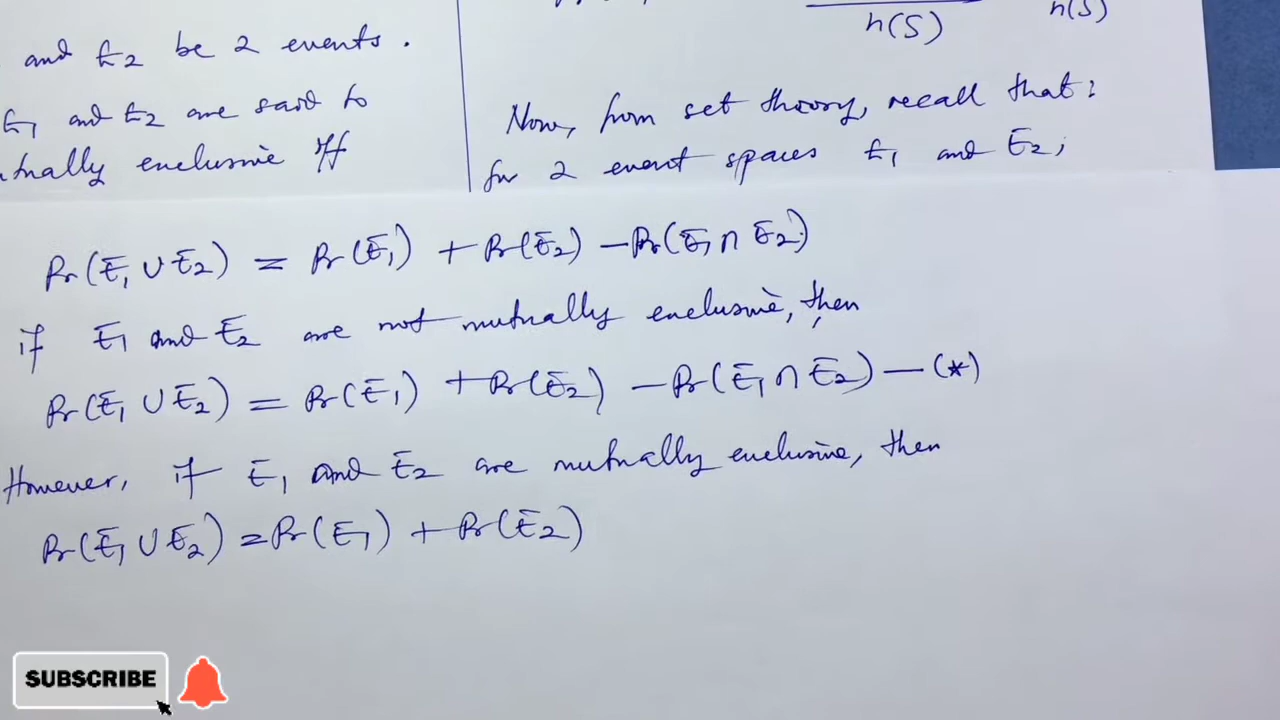 and E2 be 2 events.
E1 and E2 are said to
mutually exclusive iff
n(S)
n(S)
Now, from set theory, recall that:
for 2 event spaces E1 and E2,
Pr(E1 ∪ E2) = Pr(E1) + Pr(E2) - Pr(E1 ∩ E2)
if E1 and E2 are not mutually exclusive, then
Pr(E1 ∪ E2) = Pr(E1) + Pr(E2) - Pr(E1 ∩ E2) - (*)
However, if E1 and E2 are mutually exclusive, then
Pr(E1 ∪ E2) = Pr(E1) + Pr(E2)
SUBSCRIBE